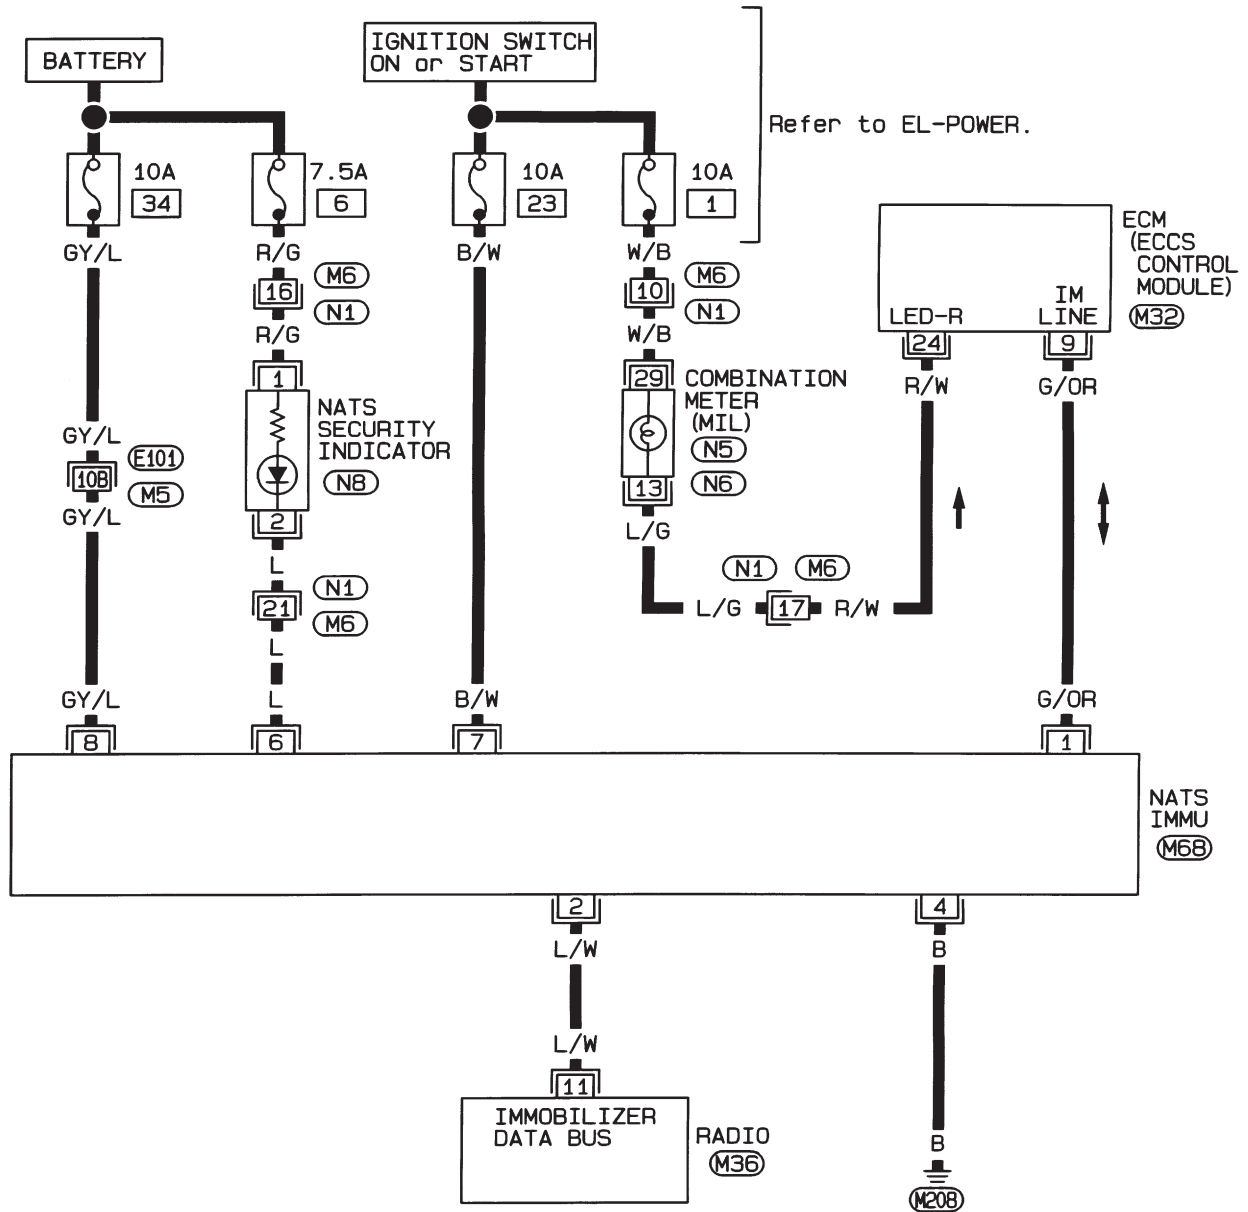 BATTERY
IGNITION SWITCH
ON or START
Refer to EL-POWER.
10A
34
7.5A
6
10A
23
10A
1
GY/L
R/G
B/W
W/B
16
M6
N1
10
M6
N1
R/G
W/B
ECM
(ECCS
CONTROL
MODULE)
M32
LED-R
IM
LINE
24
9
R/W
G/OR
1
NATS
SECURITY
INDICATOR
N8
2
29
COMBINATION
METER
(MIL)
N5
N6
13
GY/L
10B
E101
M5
GY/L
L
L/G
21
N1
M6
L
N1
M6
L/G
17
R/W
GY/L
L
B/W
G/OR
8
6
7
1
NATS
IMMU
M68
2
4
L/W
B
L/W
11
IMMOBILIZER
DATA BUS
RADIO
M36
B
M208